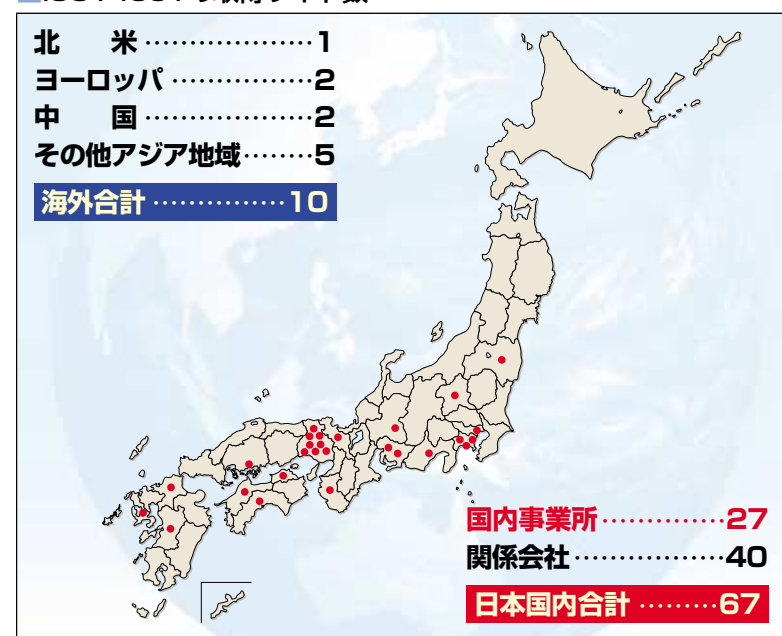 北　米 ………………… 1
ヨーロッパ ……………… 2
中　国 ………………… 2
その他アジア地域 ……… 5
海外合計 …………… 10
国内事業所 …………… 27
関係会社 ……………… 40
日本国内合計 ……… 67